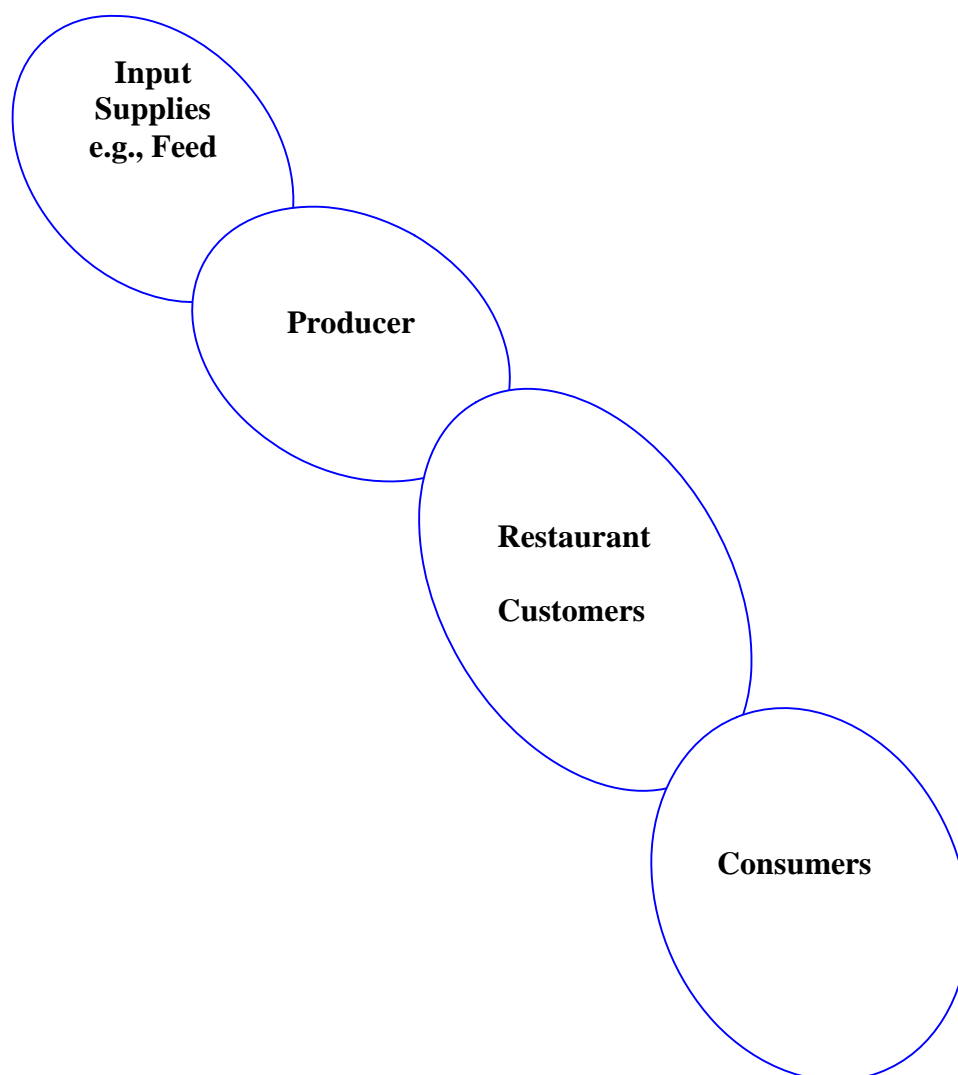 Input
Supplies
e.g., Feed
Producer
Restaurant
Customers
Consumers